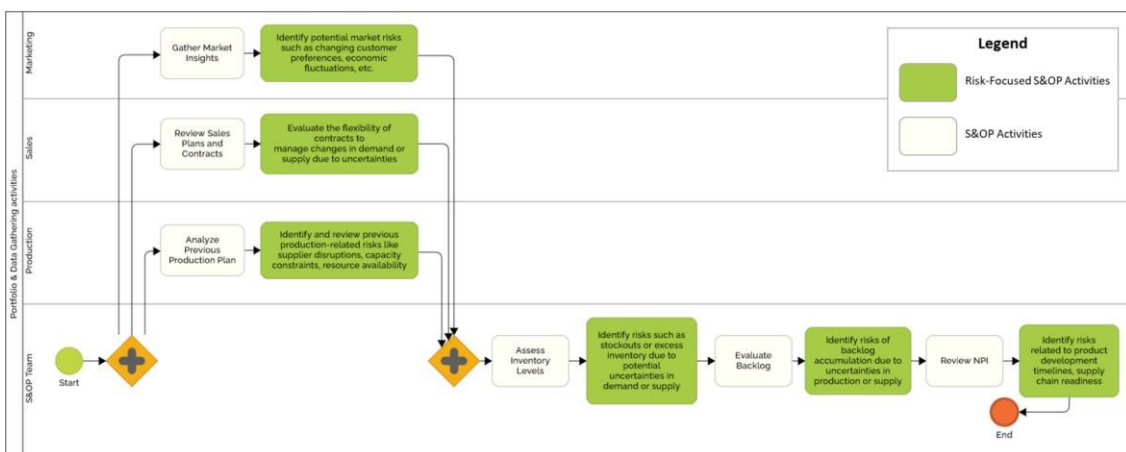 Portfolio & Data Gathering activities
Marketing
Gather Market
Insights
Identify potential market risks
such as changing customer
preferences, economic
fluctuations, etc.
Legend
Risk-Focused S&OP Activities
S&OP Activities
Sales
Review Sales
Plans and
Contracts
Evaluate the flexibility of
contracts to
manage changes in demand or
supply due to uncertainties
Production
Analyze
Previous
Production Plan
Identify and review previous
production-related risks like
supplier disruptions, capacity
constraints, resource availability
S&OP Team
Start
Assess
Inventory
Levels
Identify risks such as
stockouts or excess
inventory due to
potential
uncertainties in
demand or supply
Evaluate
Backlog
Identify risks of
backlog
accumulation due to
uncertainties in
production or supply
Review NPI
Identify risks
related to product
development
timelines, supply
chain readiness
End